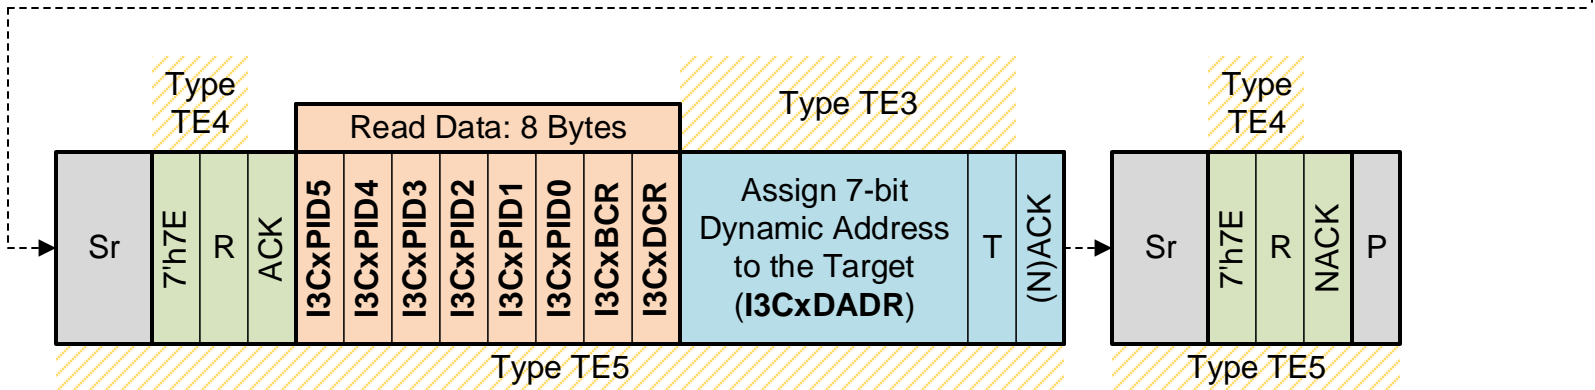 Type
TE4
Type TE3
Type
TE4
Read Data: 8 Bytes
Sr
7'h7E
R
ACK
I3CxPID5
I3CxPID4
I3CxPID3
I3CxPID2
I3CxPID1
I3CxPID0
I3CxBCR
I3CxDCR
Assign 7-bit
Dynamic Address
to the Target
(I3CxDADR)
T
(N)ACK
Sr
7'h7E
R
NACK
P
Type TE5
Type TE5